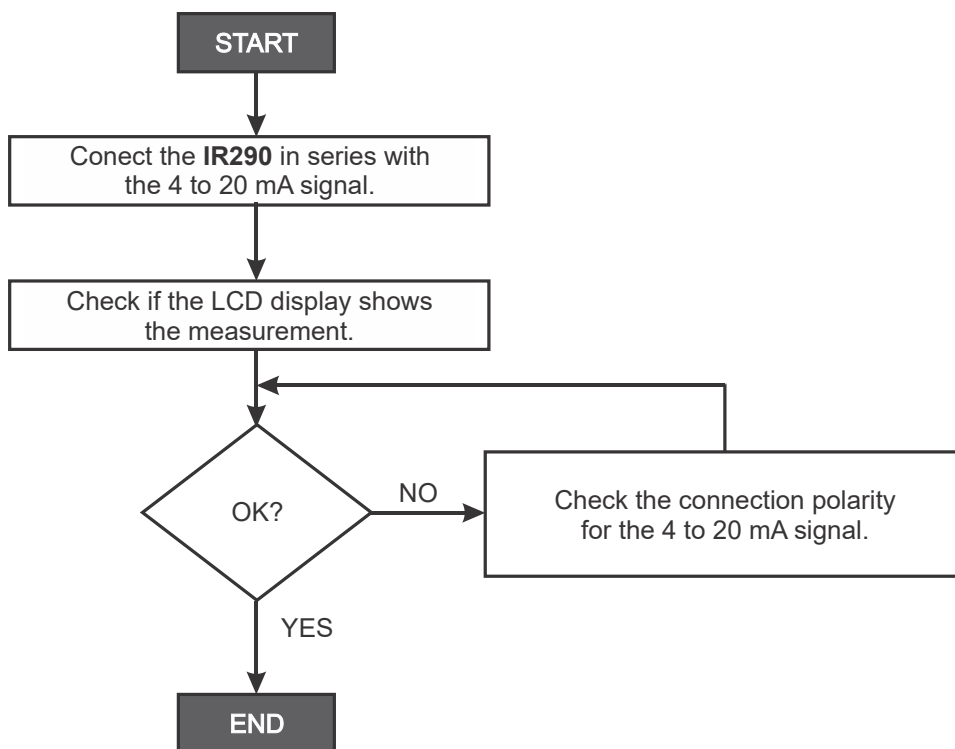 START
Conect the IR290 in series with
the 4 to 20 mA signal.
Check if the LCD display shows
the measurement.
OK?
NO
Check the connection polarity
for the 4 to 20 mA signal.
YES
END